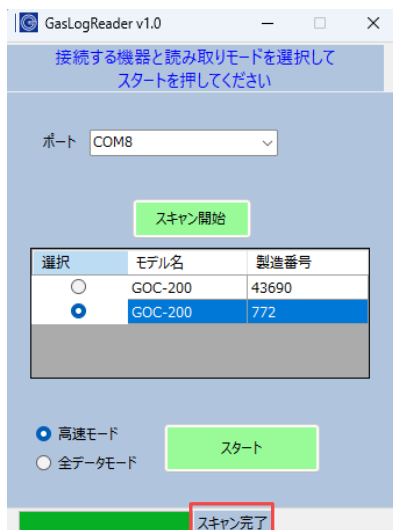 GasLogReader v1.0
接続する機器と読み取りモードを選択して
スタートを押してください
ポート COM8
スキャン開始
選択 モデル名 製造番号
GOC-200 43690
GOC-200 772
高速モード
スタート
全データモード
スキャン完了